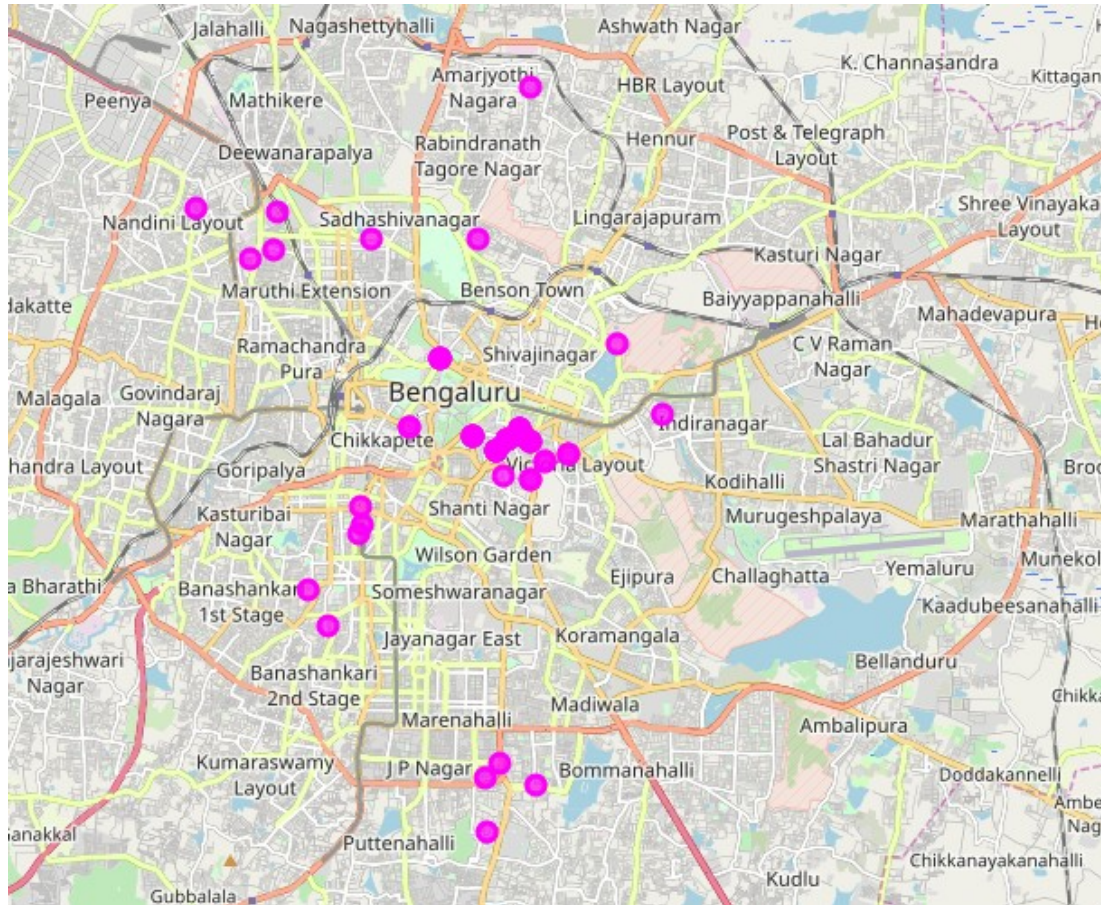 Jalahalli
Nagashettyhalli
Ashwath Nagar
K. Channasandra
Kittagan
Peenya
Mathikere
Amarjyothi
Nagara
HBR Layout
Deewanarapalya
Rabindranath
Tagore Nagar
Hennur
Post & Telegraph
Layout
Nandini Layout
Sadhashivanagar
Lingarajapuram
Shree Vinayaka
Layout
Kasturi Nagar
dakatte
Maruthi Extension
Benson Town
Baiyyappanahalli
Mahadevapura
Ramachandra
Pura
Shivajinagar
C V Raman
Nagar
Malagala
Govindaraj
Nagara
Bengaluru
Chikkapete
Indiranagar
handra Layout
Goripalya
Layout
Lal Bahadur
Shastri Nagar
Broo
Kodihalli
Kasturibai
Nagar
Shanti Nagar
Murugeshpalya
Marathahalli
a Bharathi
Wilson Garden
Ejipura
Challaghatta
Yemaluru
Munekol
Banashankari
1st Stage
Someshwaranagar
Kaadubeesanahalli
Jayanagar East
Koramangala
ajarajeshwari
Nagar
Banashankari
2nd Stage
Bellanduru
Chikka
Marenahalli
Madiwala
Ambalipura
Kumaraswamy
Layout
J P Nagar
Bommanahalli
Doddakannelli
Ambe
Nag
Ganakkal
Puttenahalli
Chikkanayakanahalli
Gubbalala
Kudlu